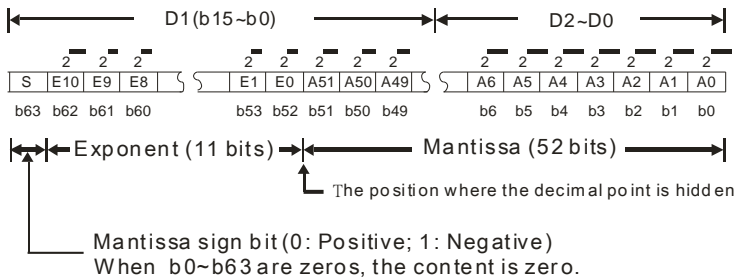 D1(b15~b0) D2~D0
2 2 2 2 2 2 2 2 2 2 2 2 2 2 2
S E10 E9 E8 E1 E0 A51 A50 A49 A6 A5 A4 A3 A2 A1 A0
b63 b62 b61 b60 b53 b52 b51 b50 b49 b6 b5 b4 b3 b2 b1 b0
Exponent (11 bits) Mantissa (52 bits)
The position where the decimal point is hidden
Mantissa sign bit (0: Positive; 1: Negative)
When b0~b63 are zeros, the content is zero.